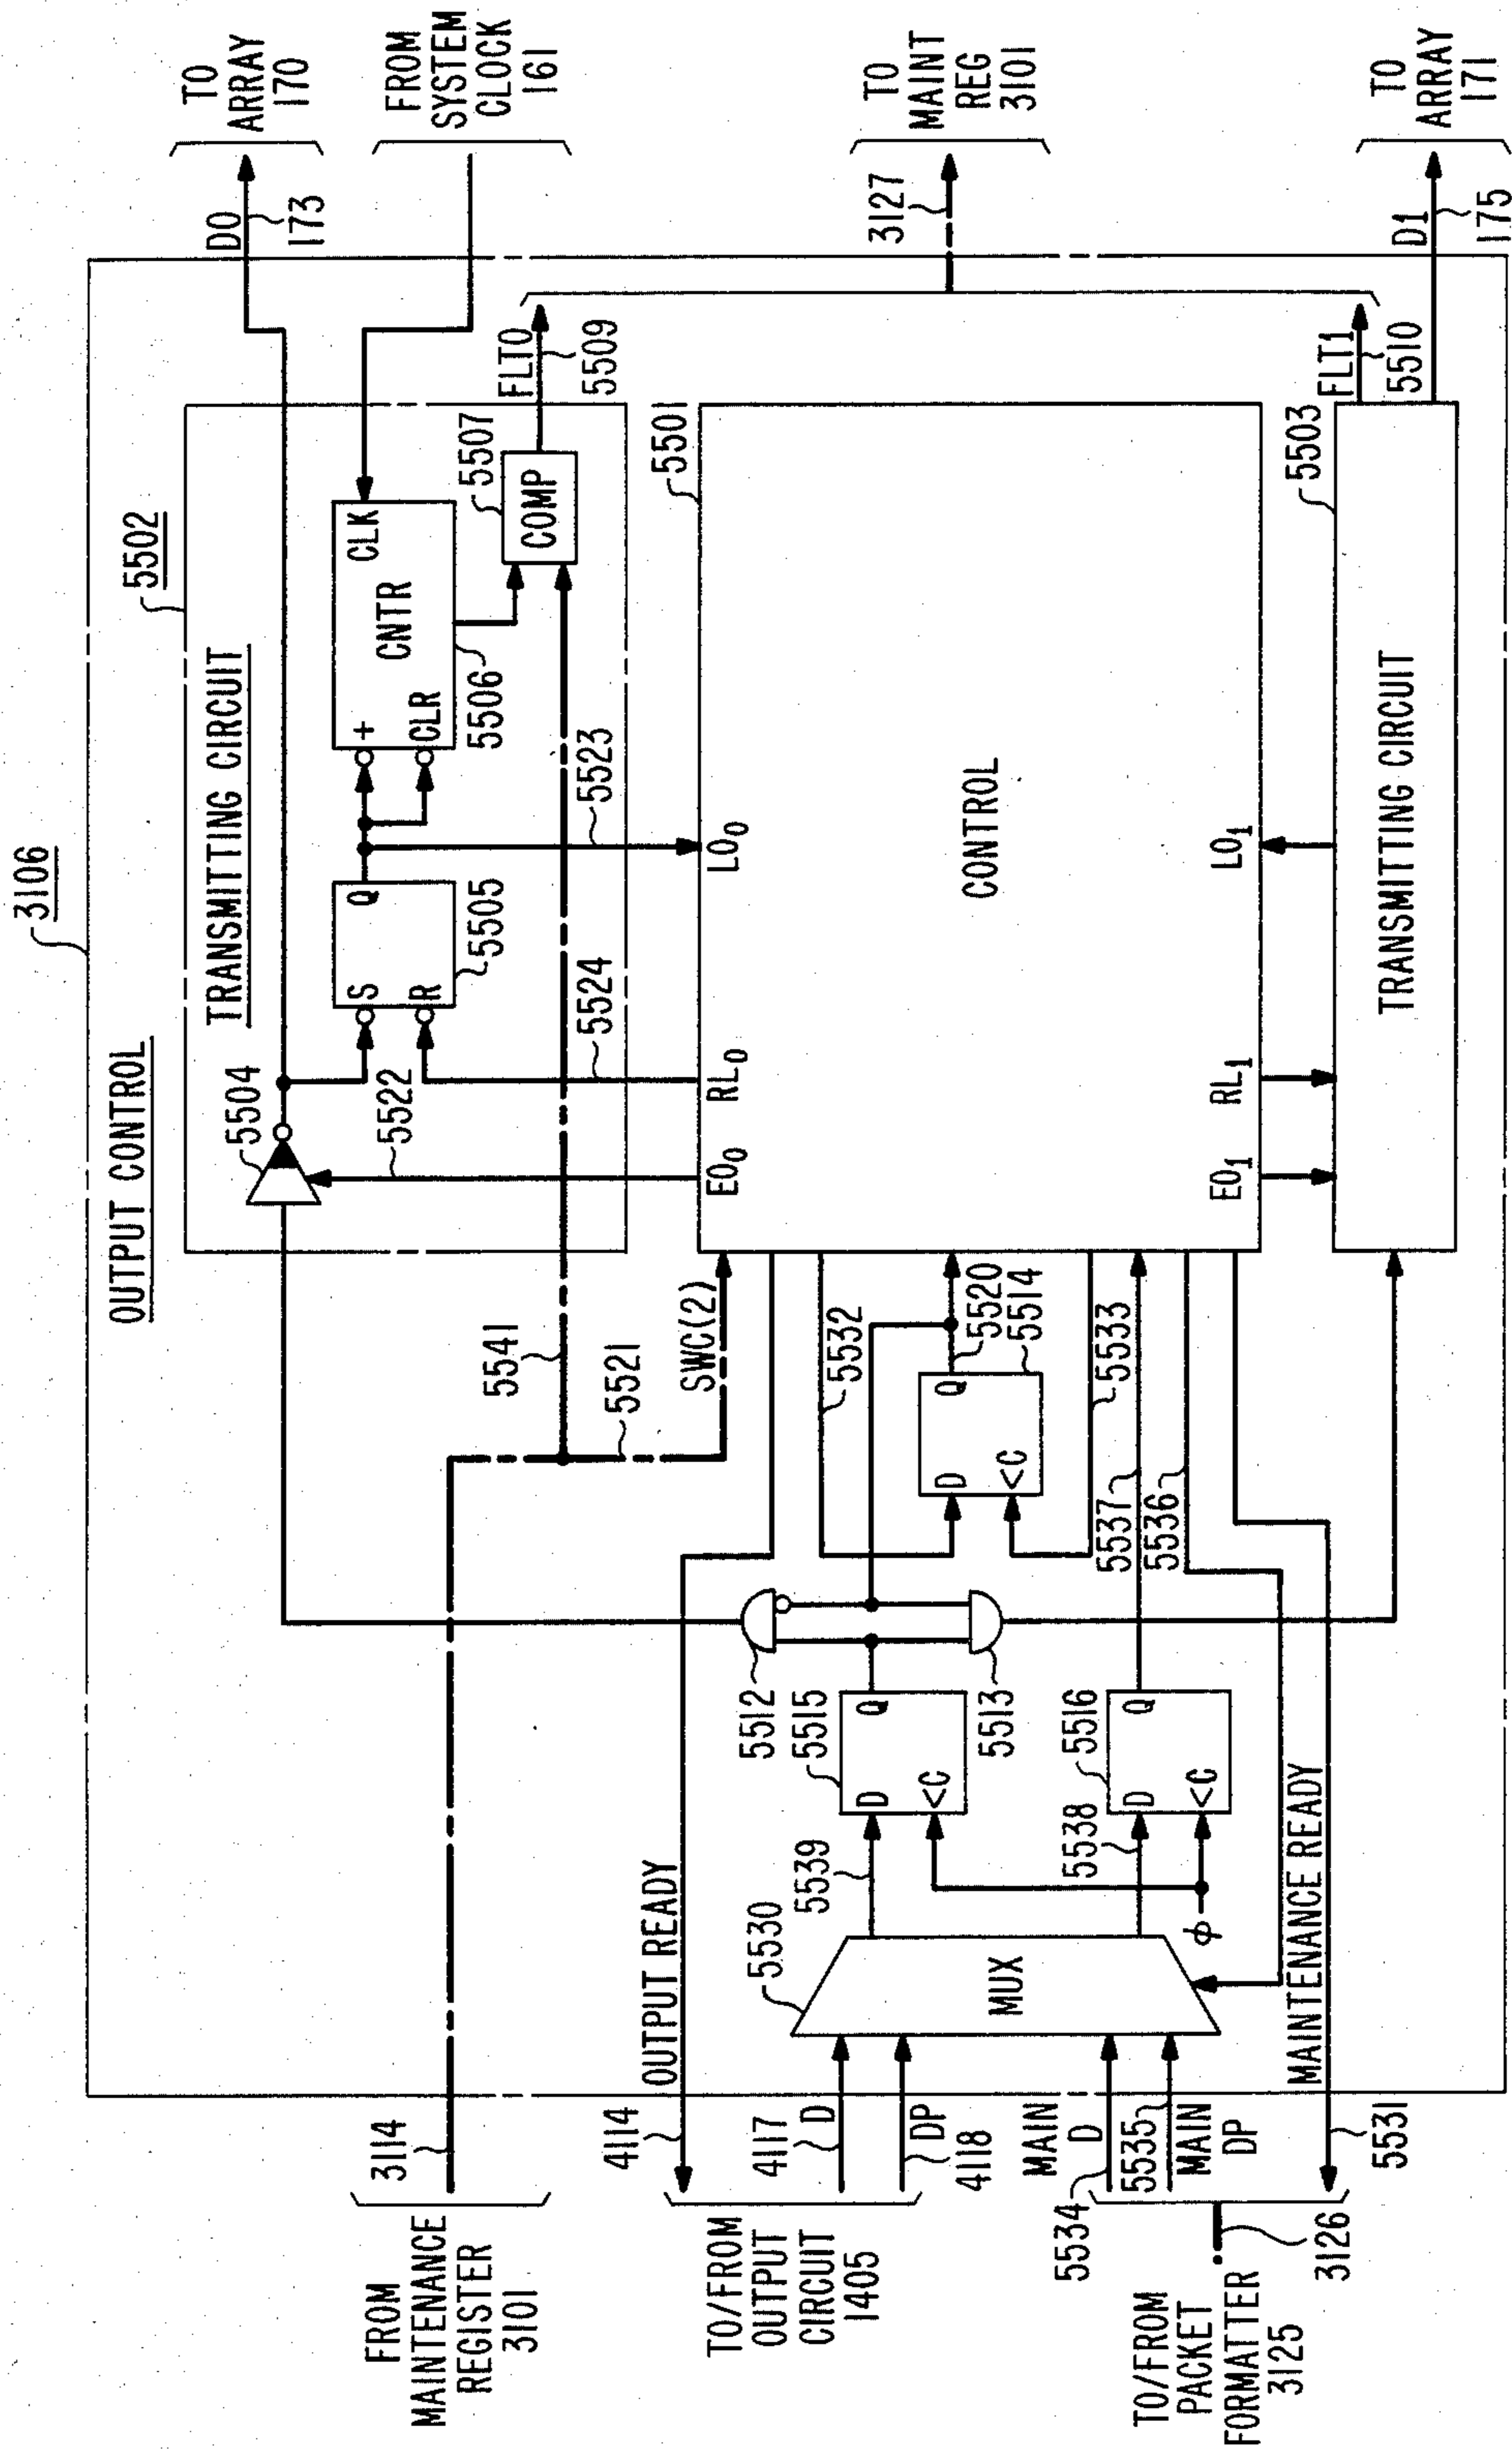 3106
OUTPUT CONTROL
5502
TRANSMITTING CIRCUIT
5504
5522
S
R
Q
5505
5524
+
CLR
CNTR
CLK
5506
5523
5507
COMP
FLT0
5509
D0
173
TO
ARRAY
170
FROM
SYSTEM
CLOCK
161
3127
TO
MAINT
REG
3101
FROM
MAINTENANCE
REGISTER
3101
3114
5541
5521
SWC(2)
EO0
RL0
LO0
5501
CONTROL
EO1
RL1
LO1
5503
TRANSMITTING CIRCUIT
FLT1
5510
D1
175
TO
ARRAY
171
TO/FROM
OUTPUT
CIRCUIT
1405
4114
OUTPUT READY
4117
D
DP
4118
MAIN
D
5534
5535
MAIN
DP
TO/FROM
PACKET
FORMATTER
3125
3126
5531
MAINTENANCE READY
5530
MUX
5539
5538
ϕ
5515
D
<C
Q
5516
D
<C
Q
5512
5513
5532
D
<C
Q
5520
5514
5533
5537
5536